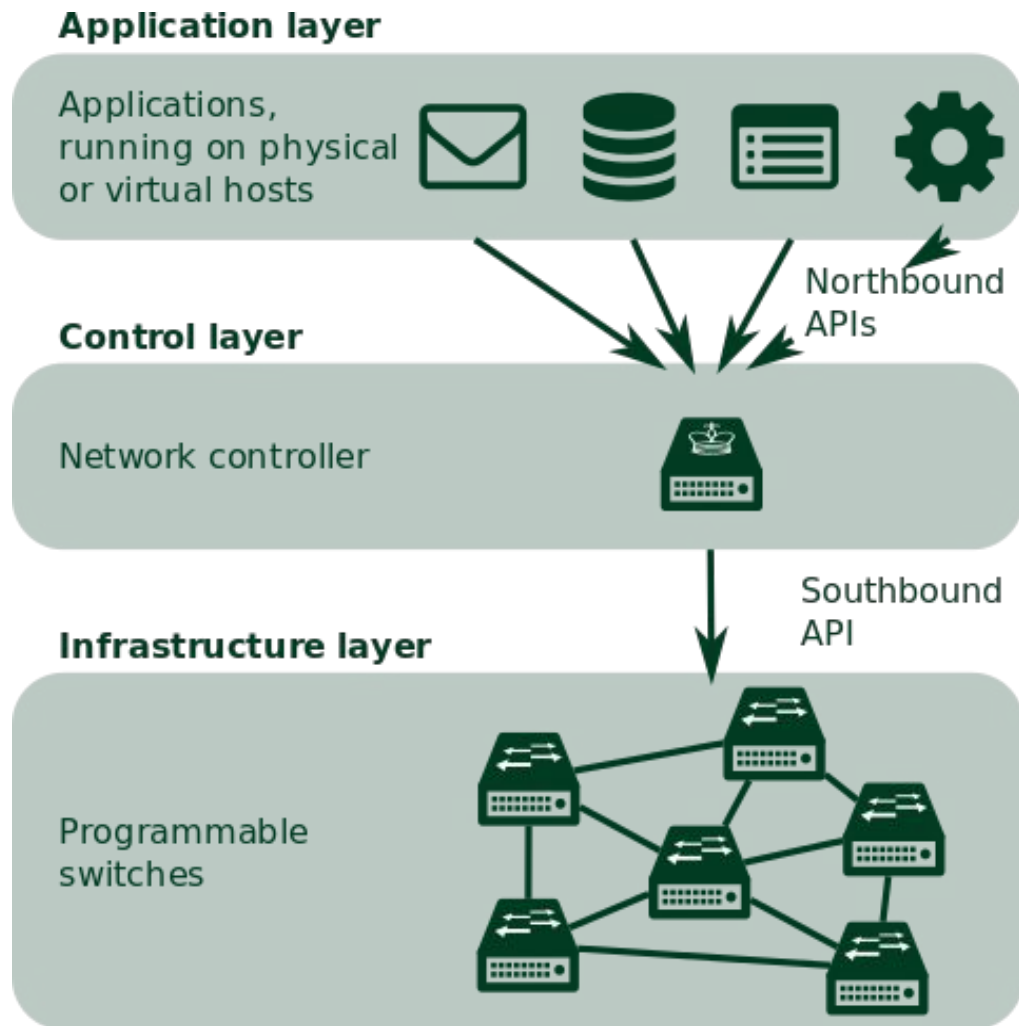 Application layer
Applications,
running on physical
or virtual hosts
Northbound
APIs
Control layer
Network controller
Southbound
API
Infrastructure layer
Programmable
switches